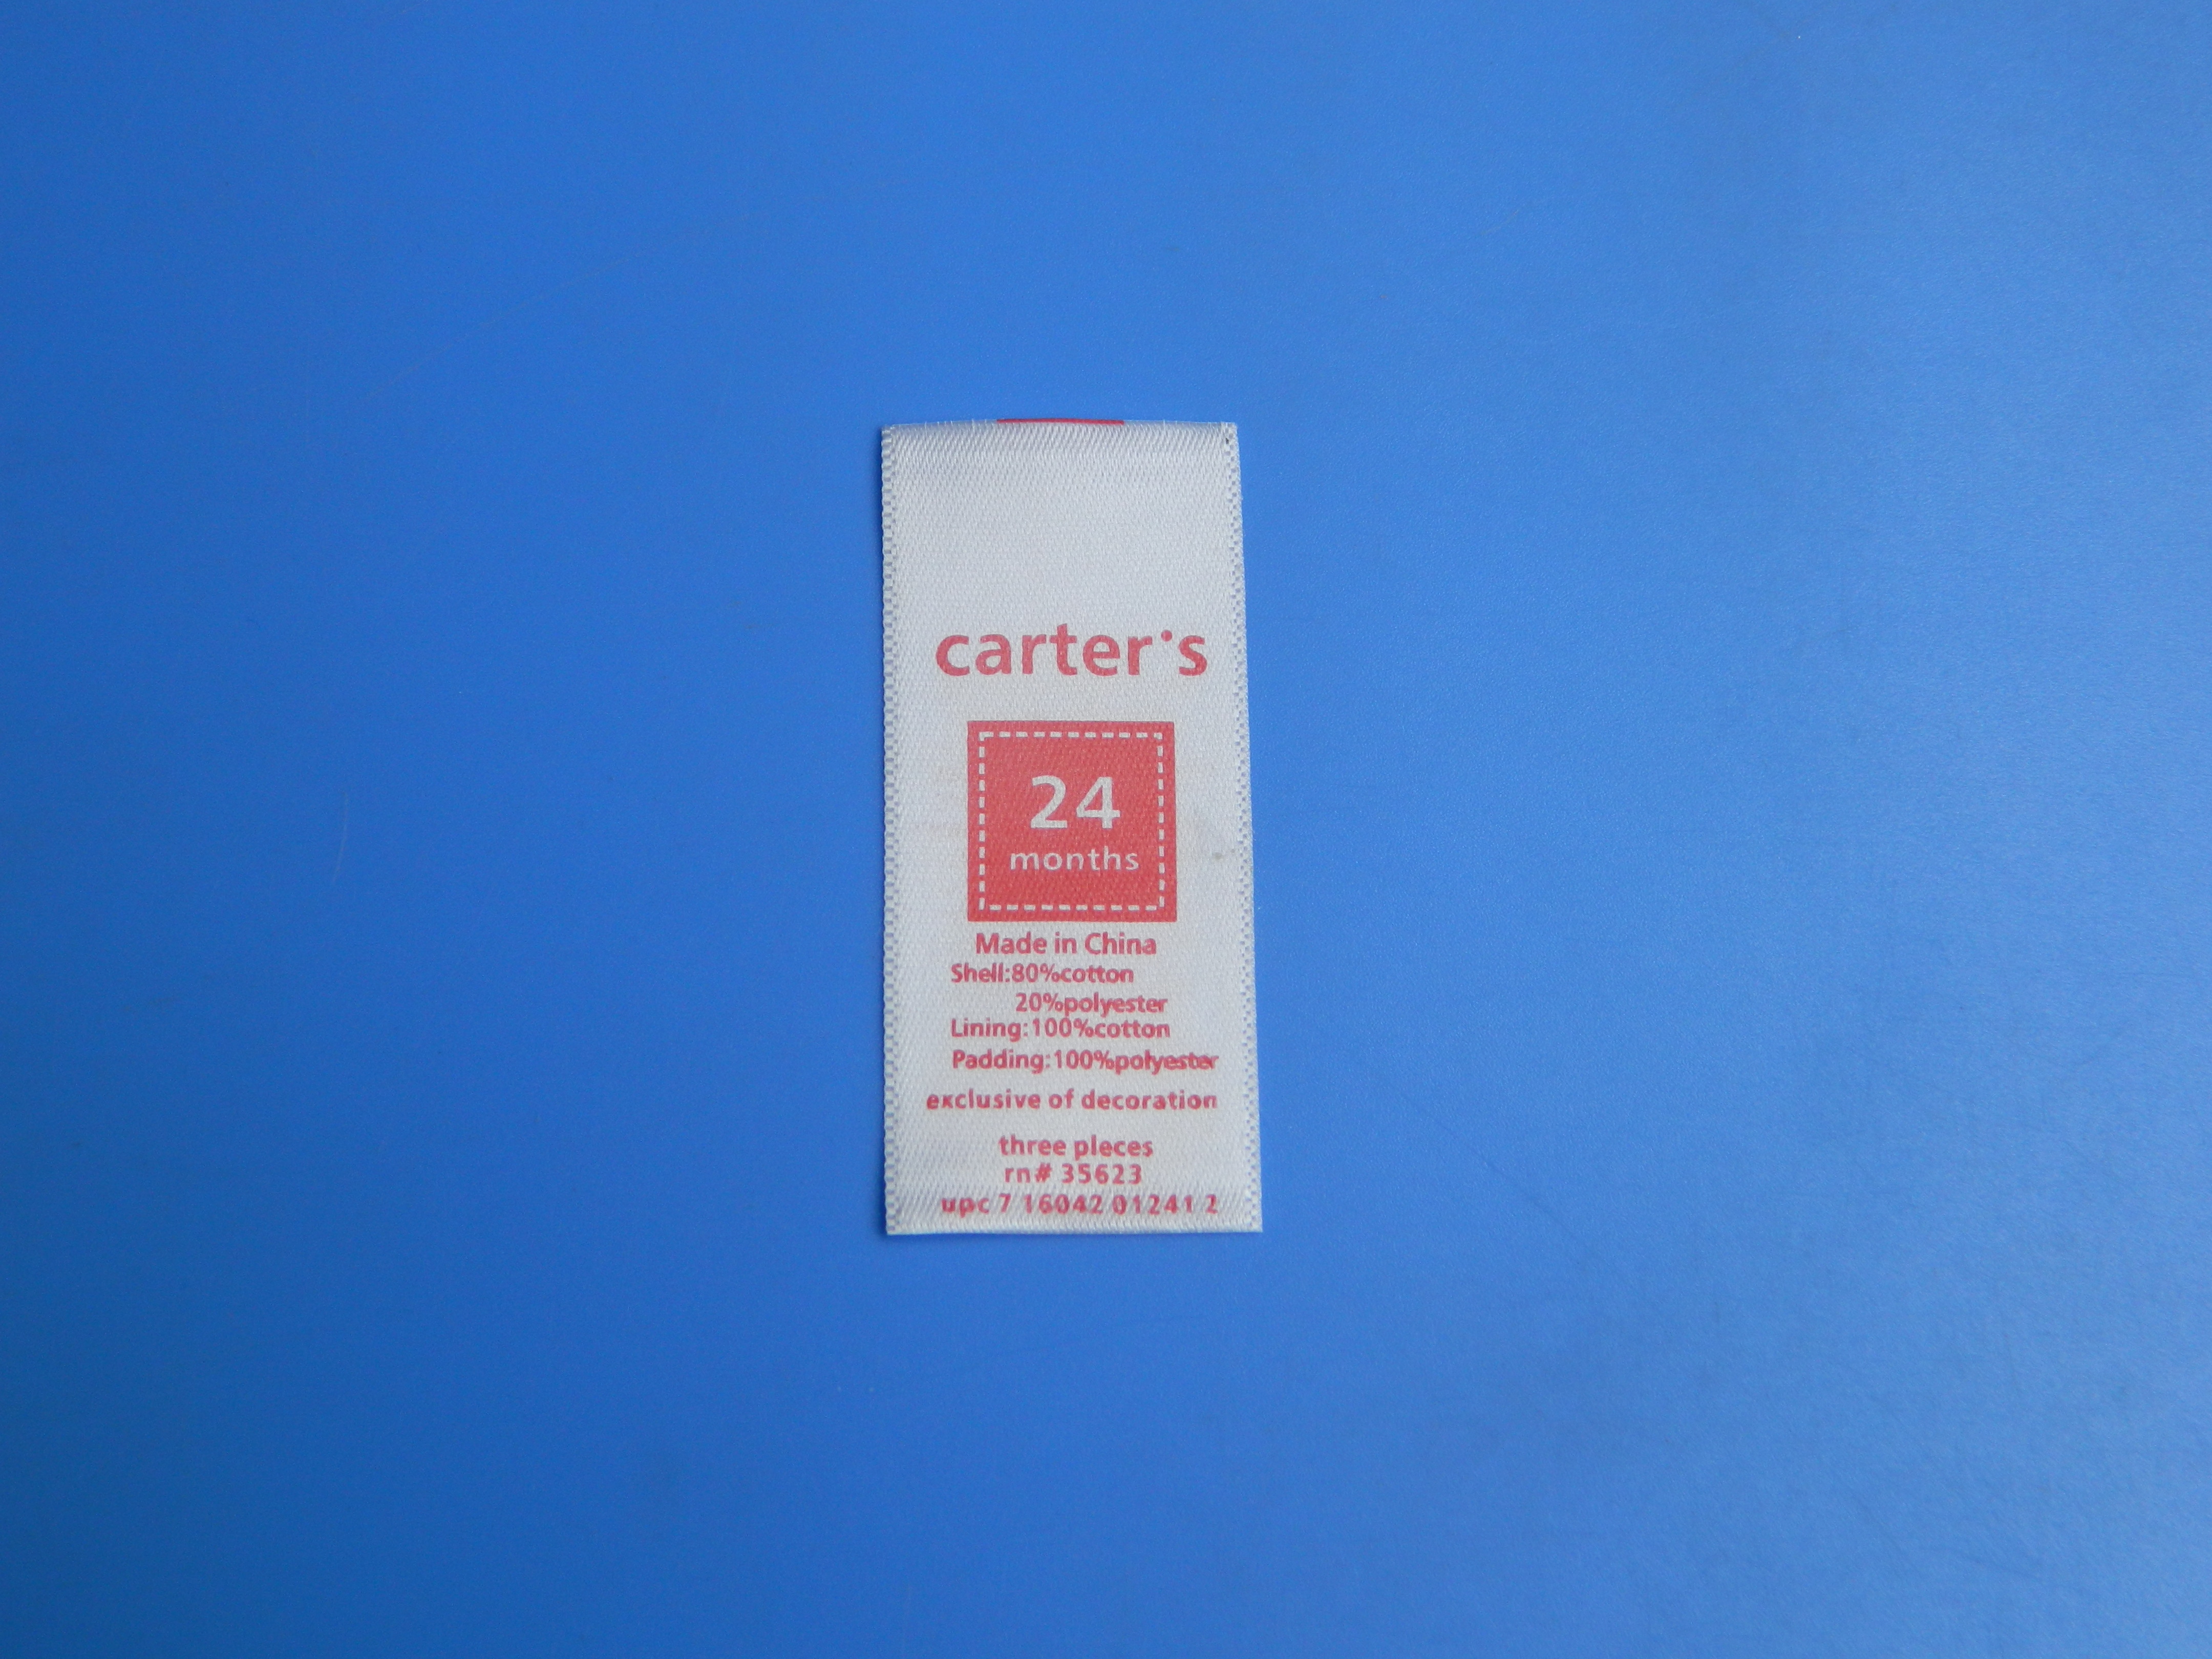 carter's
24
months
Made in China
Shell:80%cotton
20%polyester
Lining:100%cotton
Padding:100%polyester
exclusive of decoration
three pleces
rn# 35623
upc 7 16042 01241 2